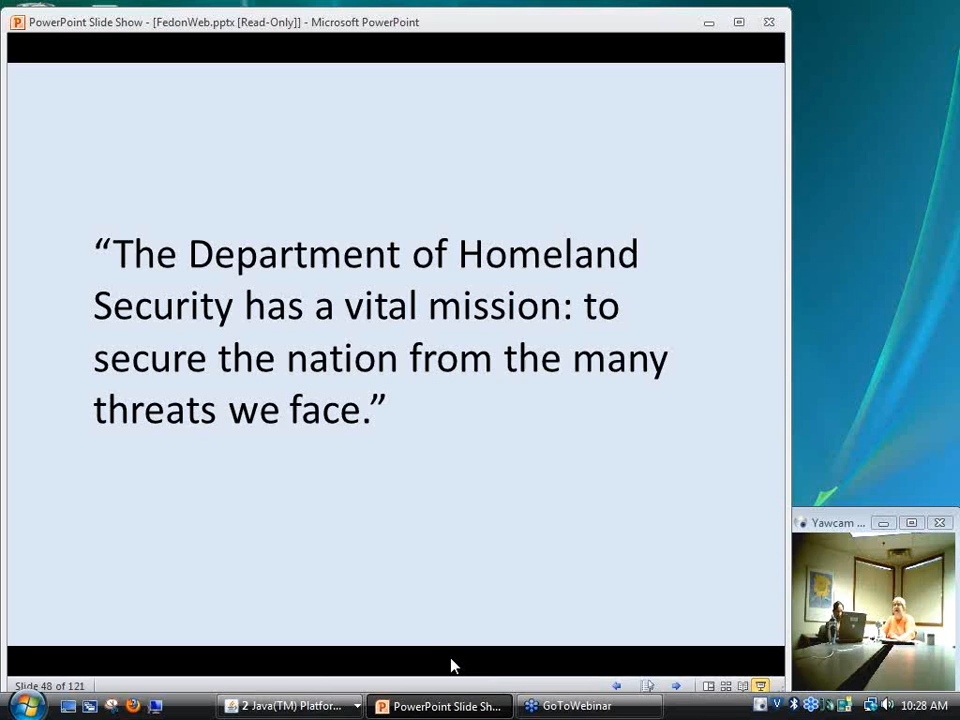 PowerPoint Slide Show - [FedonWeb.pptx [Read-Only]] - Microsoft PowerPoint
“The Department of Homeland
Security has a vital mission: to
secure the nation from the many
threats we face.”
Yawcam ...
Slide 48 of 121
2 Java(TM) Platfor...
PowerPoint Slide Sh...
GoToWebinar
10:28 AM